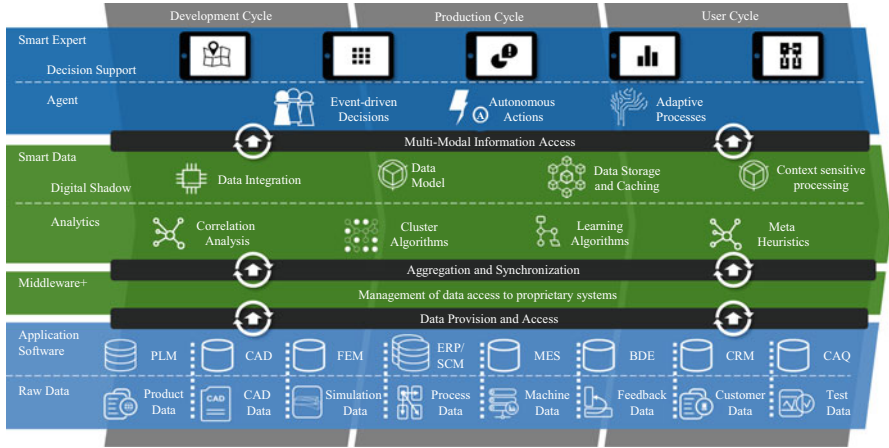 Development Cycle
Production Cycle
User Cycle
Smart Expert
Decision Support
Agent
Event-driven
Decisions
Autonomous
Actions
A
Adaptive
Processes
Multi-Modal Information Access
Smart Data
Digital Shadow
Data Integration
Data
Model
Data Storage
and Caching
Context sensitive
processing
Analytics
Correlation
Analysis
Cluster
Algorithms
Learning
Algorithms
Meta
Heuristics
Aggregation and Synchronization
Middleware+
Management of data access to proprietary systems
Data Provision and Access
Application
Software
PLM
CAD
FEM
ERP/
SCM
MES
BDE
CRM
CAQ
Raw Data
Product
Data
CAD
CAD
Data
Simulation
Data
Process
Data
Machine
Data
Feedback
Data
Customer
Data
Test
Data